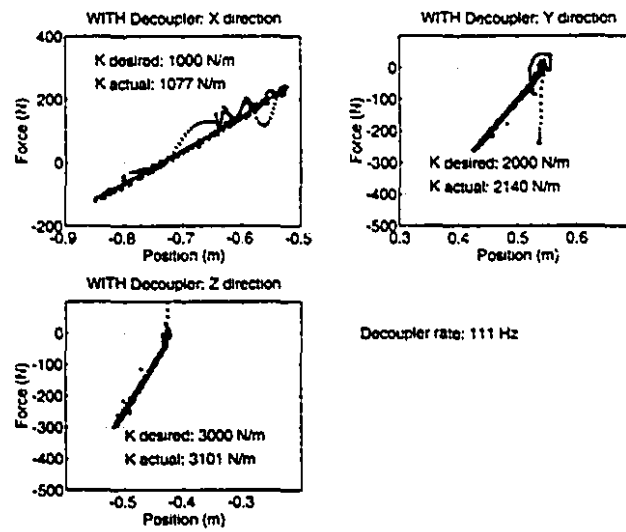 WITH Decoupler: X direction
400
200
0
-200
Force (N)
K desired: 1000 N/m
K actual: 1077 N/m
-0.9 -0.8 -0.7 -0.6 -0.5
Position (m)
WITH Decoupler: Y direction
0
-100
-200
-300
-400
-500
Force (N)
K desired: 2000 N/m
K actual: 2140 N/m
0.3 0.4 0.5 0.6
Position (m)
WITH Decoupler: Z direction
0
-100
-200
-300
-400
-500
Force (N)
K desired: 3000 N/m
K actual: 3101 N/m
-0.5 -0.4 -0.3
Position (m)
Decoupler rate: 111 Hz